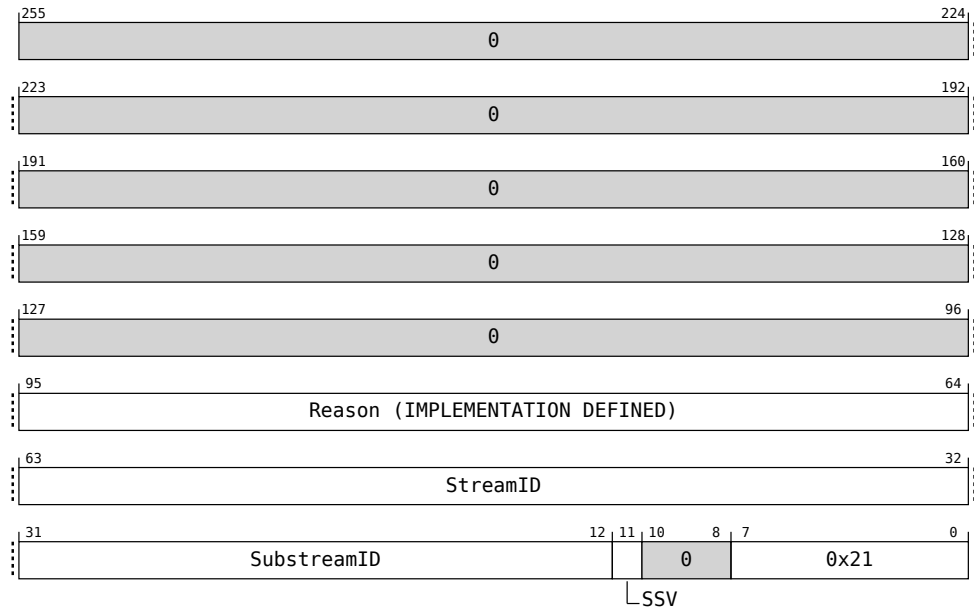 255 224
0
223 192
0
191 160
0
159 128
0
127 96
0
95 64
Reason (IMPLEMENTATION DEFINED)
63 32
StreamID
31 12 11 10 8 7 0
SubstreamID 0 0x21
SSV